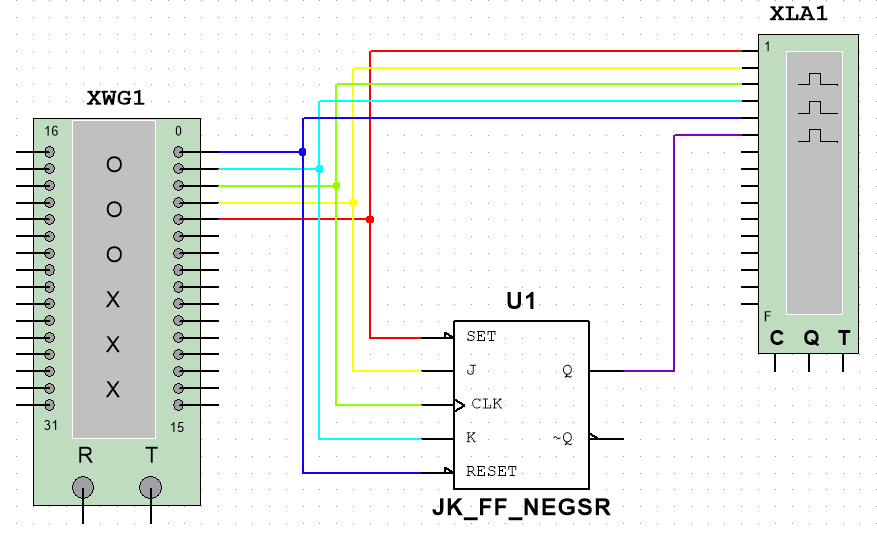 XLA1
1
XWG1
16 0
O
O
O
X
X
X
31 15
R T
U1
SET
J Q
CLK
K ~Q
RESET
JK_FF_NEGSR
F
C Q T